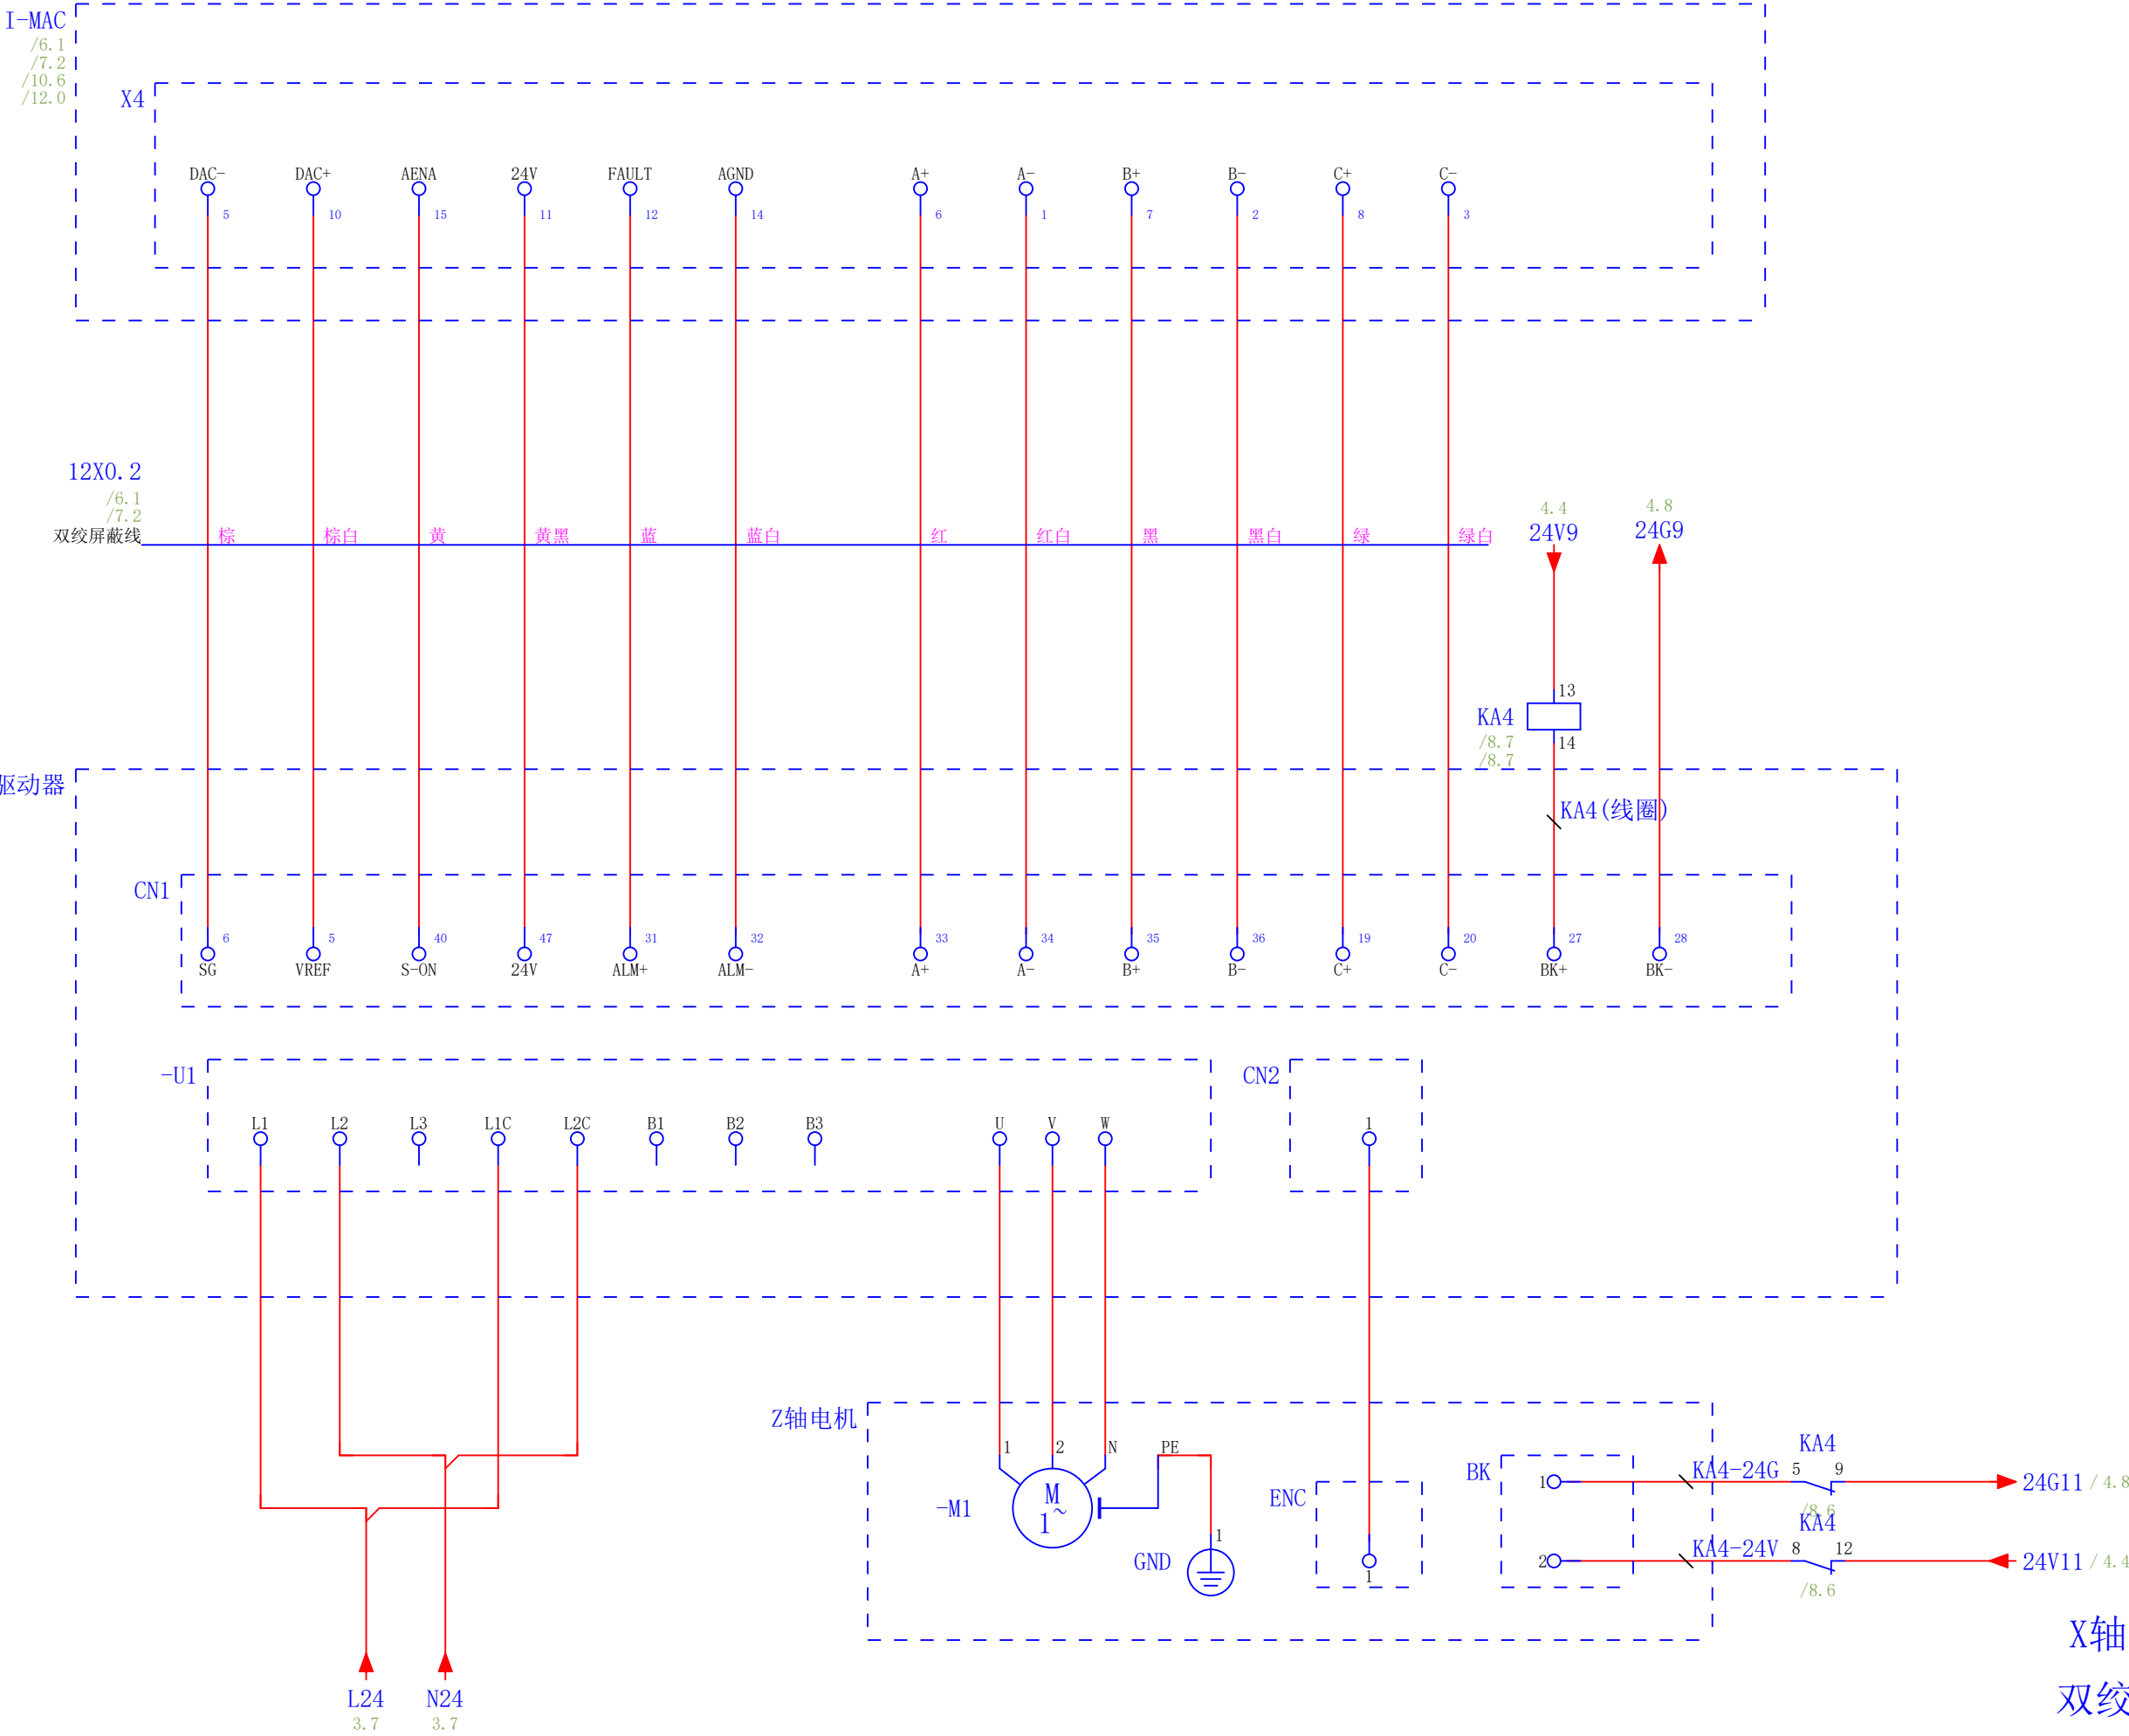 I-MAC
/6.1
/7.2
/10.6
/12.0
X4
DAC- DAC+ AENA 24V FAULT AGND A+ A- B+ B- C+ C-
5 10 15 11 12 14 6 1 7 2 8 3
12X0.2
/6.1
/7.2
双绞屏蔽线 棕 棕白 黄 黄黑 蓝 蓝白 红 红白 黑 黑白 绿 绿白
4.4 4.8
24V9 24G9
13
KA4
14
/8.7
/8.7
驱动器
KA4(线圈)
CN1
6 5 40 47 31 32 33 34 35 36 19 20 27 28
SG VREF S-ON 24V ALM+ ALM- A+ A- B+ B- C+ C- BK+ BK-
-U1 CN2
L1 L2 L3 L1C L2C B1 B2 B3 U V W 1
Z轴电机
1 2 N PE KA4
BK 1 KA4-24G 5 9 24G11 / 4.8
-M1 M 1~ ENC /8.6
KA4
GND 1 1 2 KA4-24V 8 12 24V11 / 4.4
/8.6
X轴
双绞
L24 N24
3.7 3.7